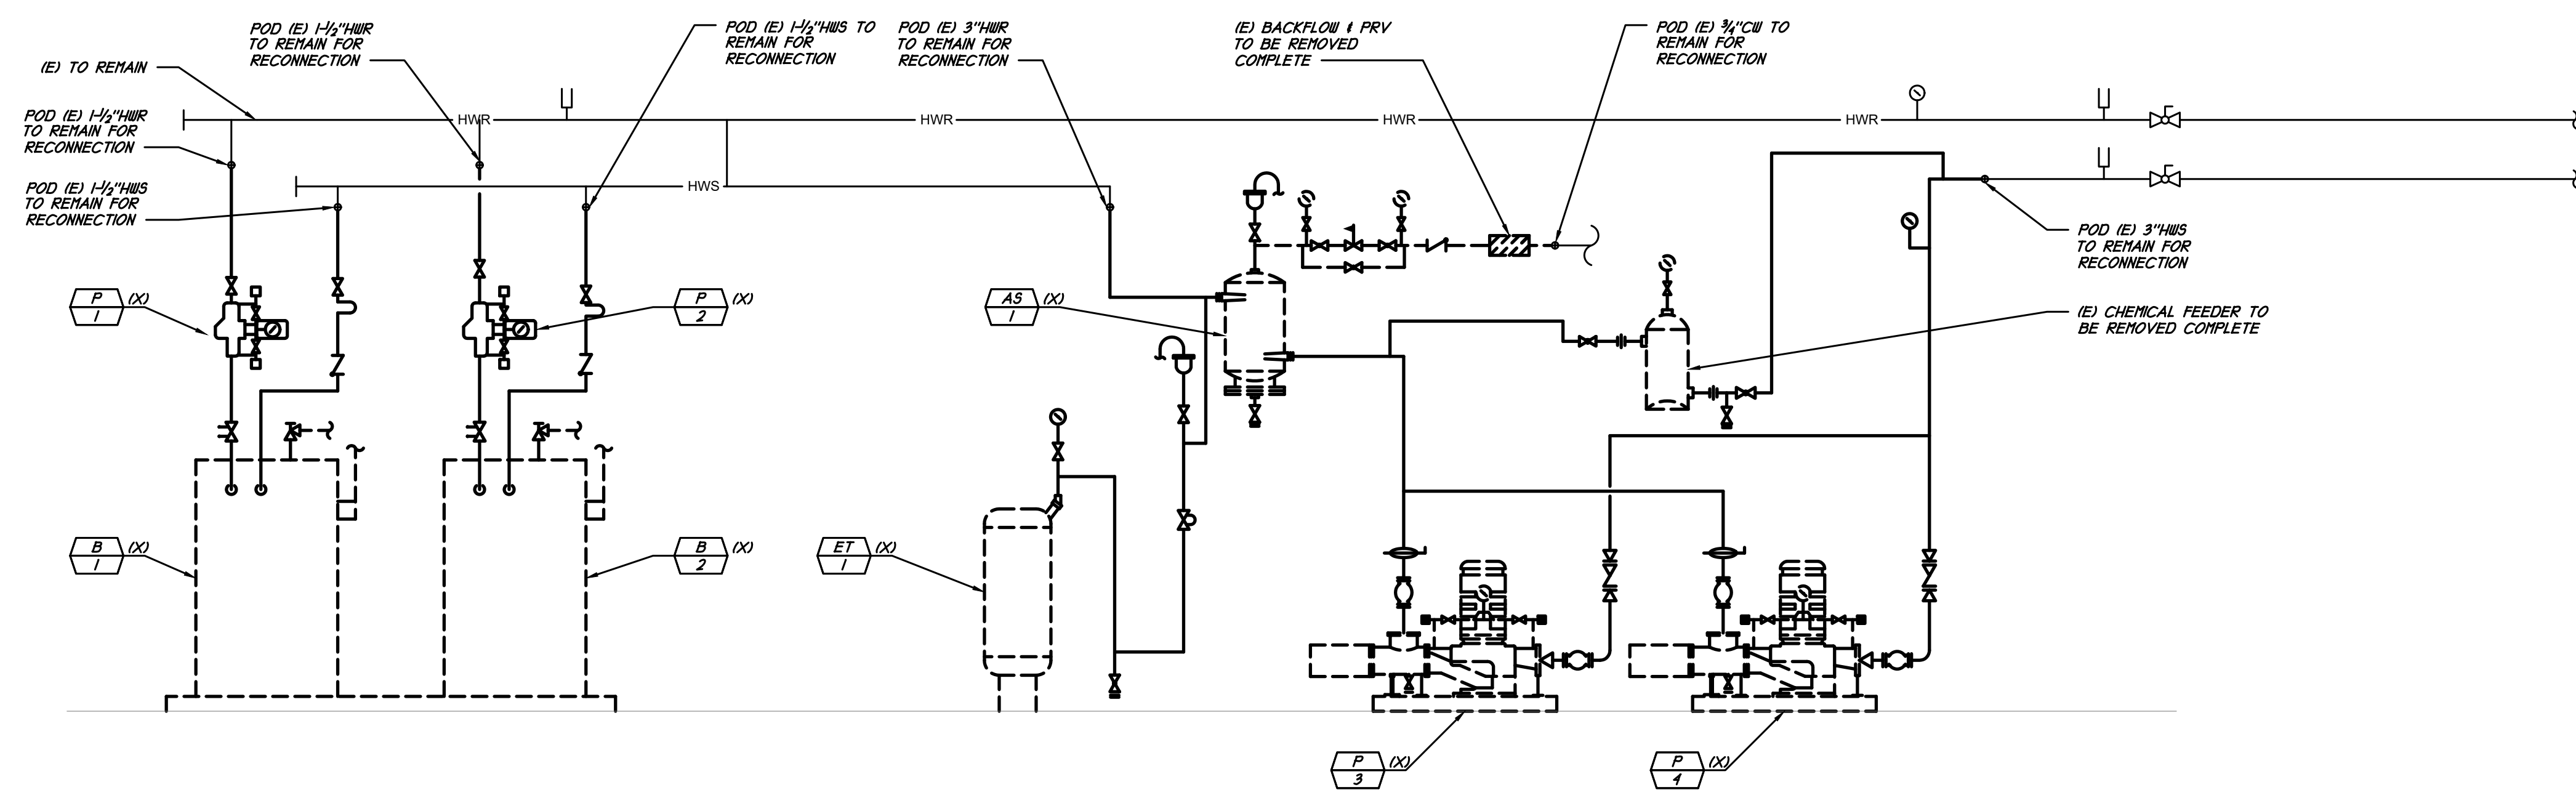 (E) TO REMAIN
POD (E) 1-1/2"HWR
TO REMAIN FOR
RECONNECTION
POD (E) 1-1/2"HWS TO
REMAIN FOR
RECONNECTION
POD (E) 3"HWR
TO REMAIN FOR
RECONNECTION
(E) BACKFLOW & PRV
TO BE REMOVED
COMPLETE
POD (E) 3/4"CW TO
REMAIN FOR
RECONNECTION
POD (E) 1-1/2"HWR
TO REMAIN FOR
RECONNECTION
HWR
HWR
HWR
HWR
POD (E) 1-1/2"HWS
TO REMAIN FOR
RECONNECTION
HWS
POD (E) 3"HWS
TO REMAIN FOR
RECONNECTION
P
1
(X)
P
2
(X)
AS
1
(X)
(E) CHEMICAL FEEDER TO
BE REMOVED COMPLETE
B
1
(X)
B
2
(X)
ET
1
(X)
P
3
(X)
P
4
(X)